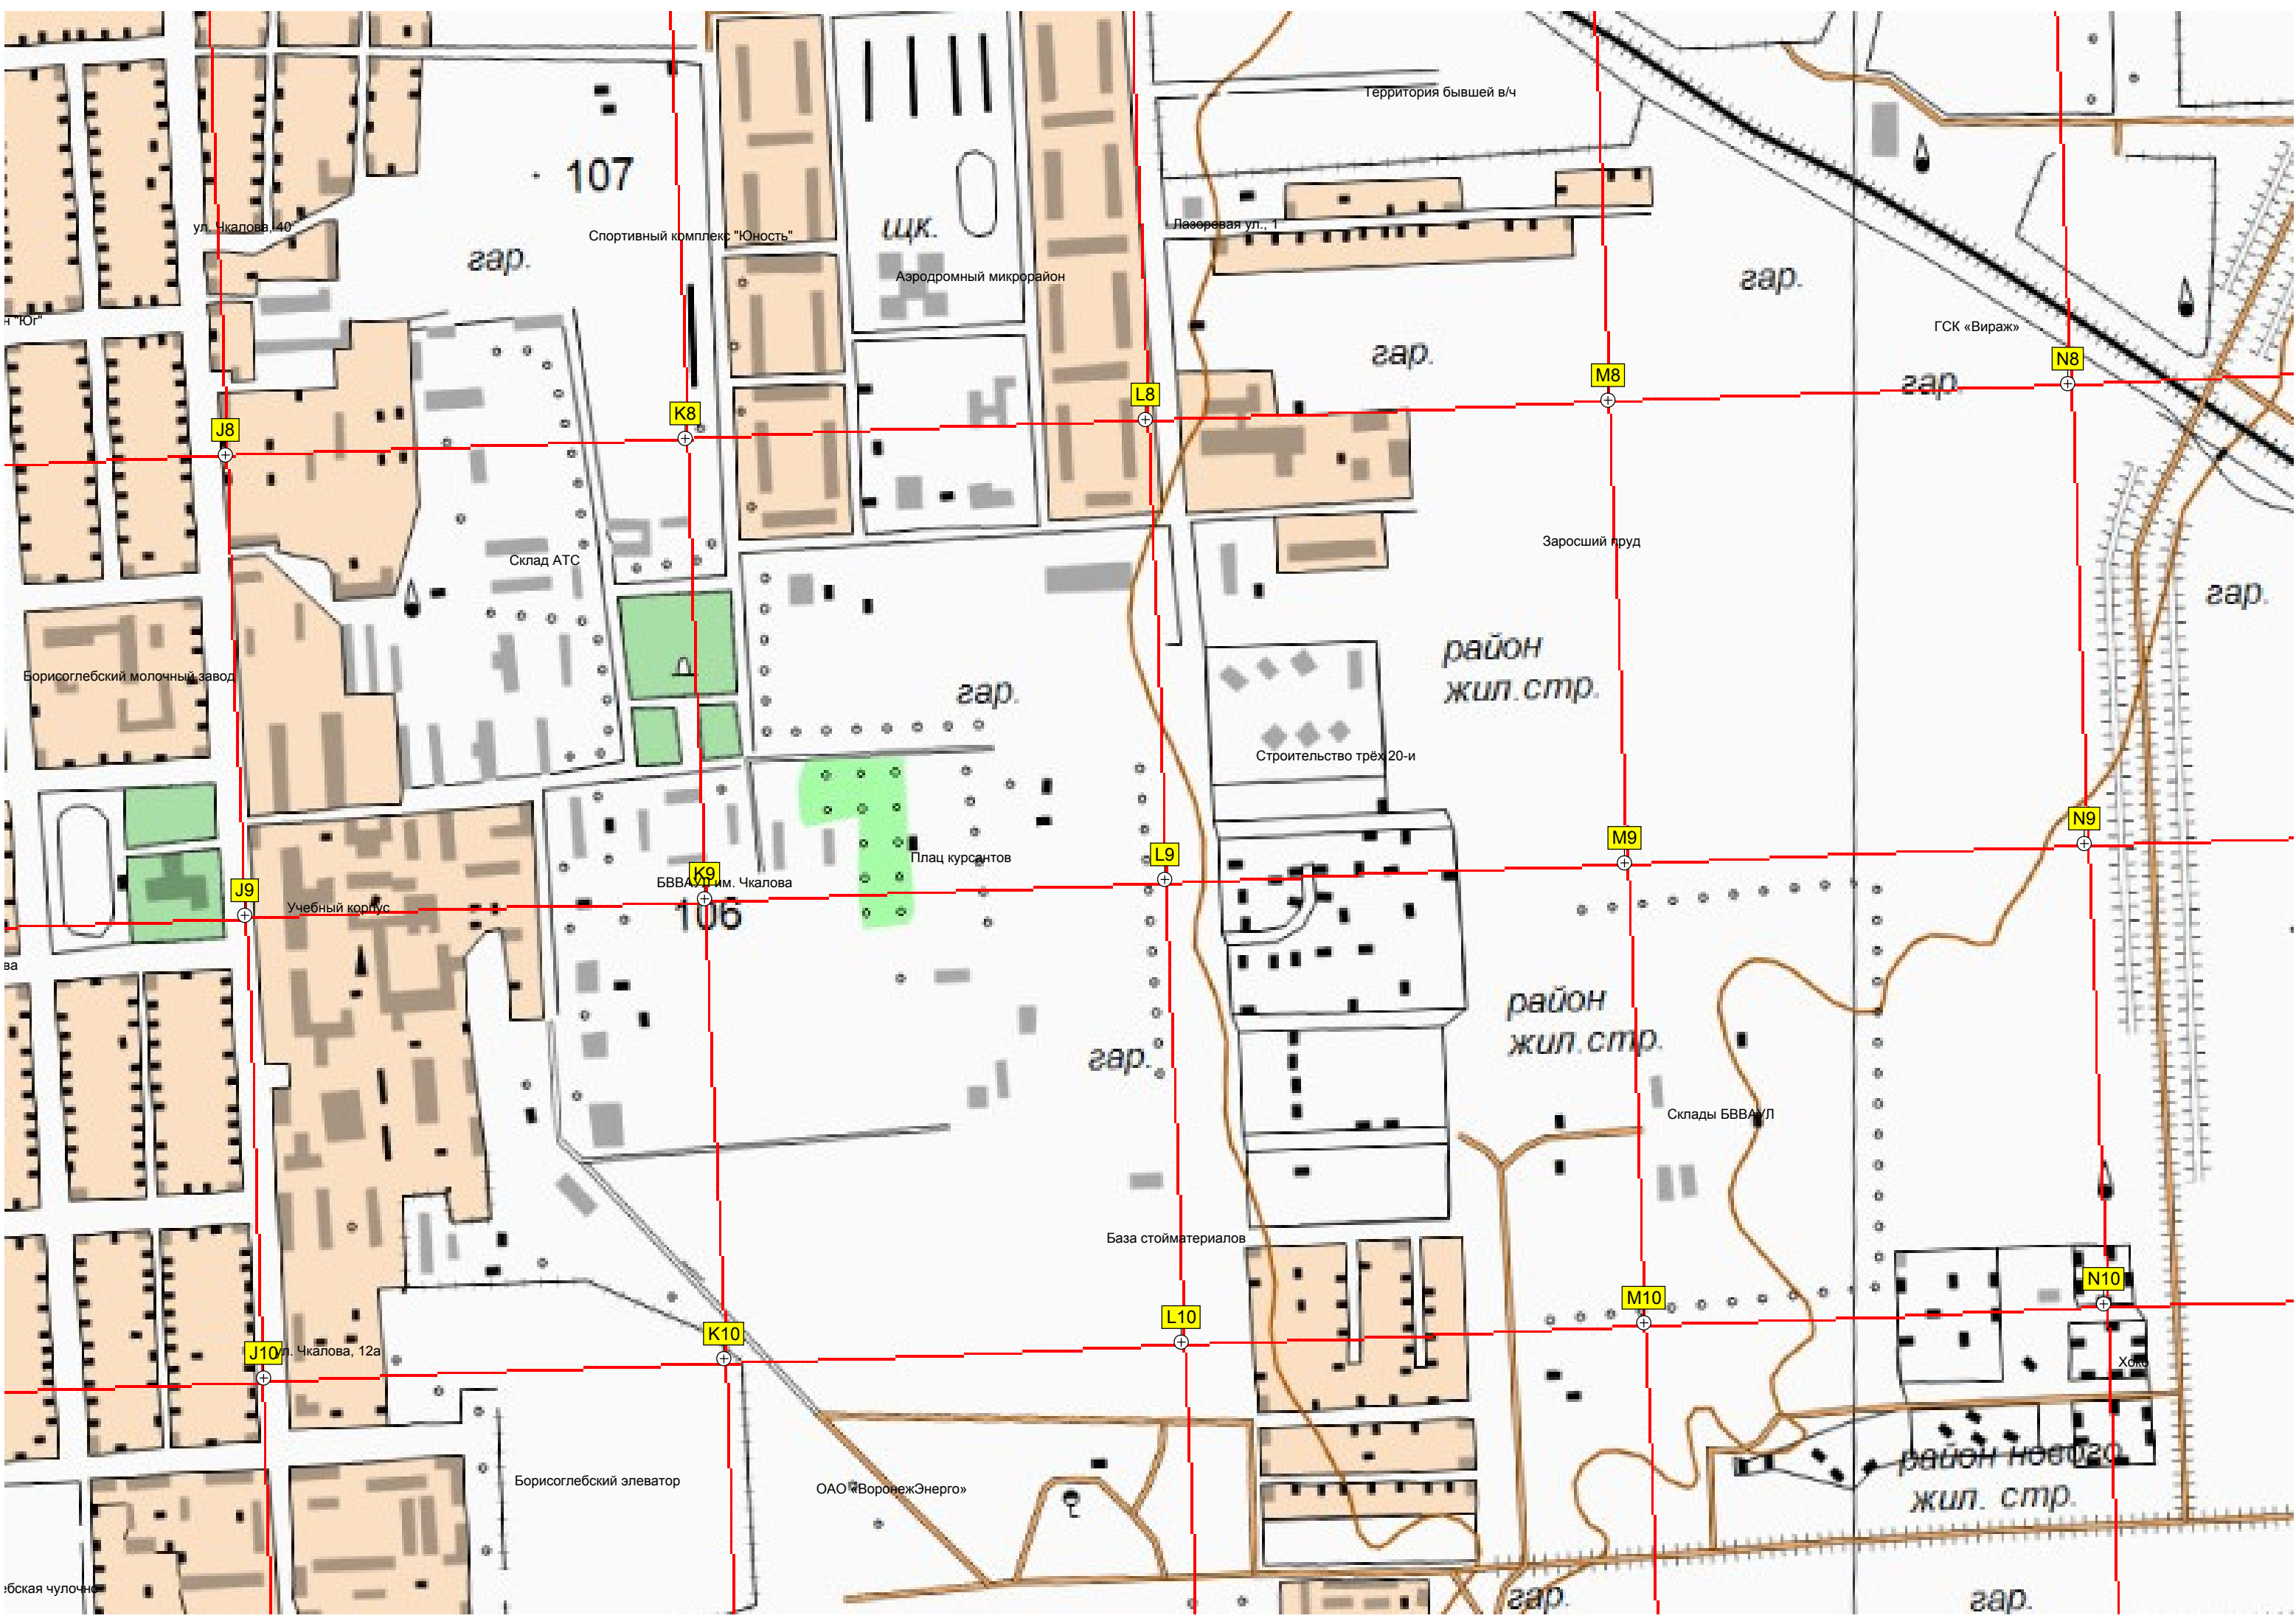 Территория бывшей в/ч
107
ул. Чкалова, 40
Спортивный комплекс "Юность"
щк.
Лазоревая ул., 1
гар.
Аэродромный микрорайон
гар.
"Юг"
ГСК «Вираж»
гар.
гар.
N8
M8
L8
K8
J8
Заросший пруд
Склад АТС
гар.
район
жил.стр.
Борисоглебский молочный завод
гар.
Строительство трёх 20-и
N9
M9
L9
K9
J9
Плац курсантов
БВВАУЛ им. Чкалова
Учебный корпус
106
ва
район
жил.стр.
гар.
Склады БВВАУЛ
База стойматериалов
N10
M10
L10
K10
J10
ул. Чкалова, 12а
район нового
жил. стр.
Борисоглебский элеватор
ОАО «ВоронежЭнерго»
ебская чулочно
гар.
гар.